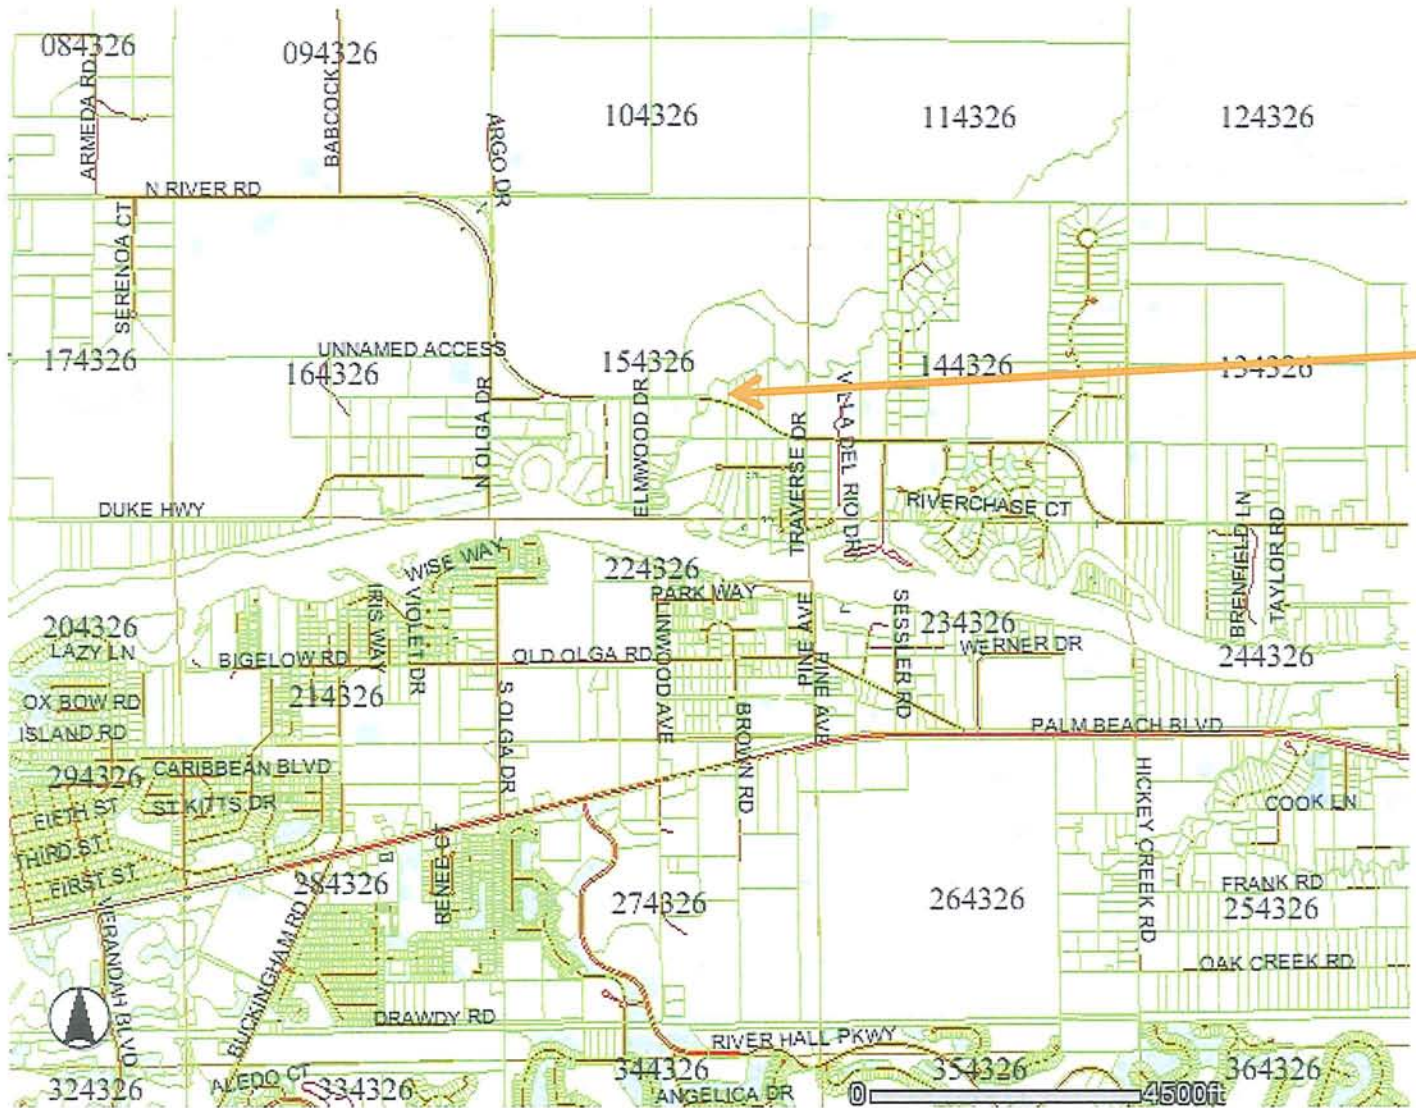 084326
094326
104326
114326
124326
ARMEDA RD
BABCOCK
ARGO DR
N RIVER RD
SERENOA CT
174326
UNNAMED ACCESS
164326
154326
144326
134326
N OLGA DR
ELMWOOD DR
TRAVERSE DR
DEL RIO DR
DUKE HWY
RIVERCHASE CT
BRENFIELD LN
TAYLOR RD
WISE WAY
224326
PARK WAY
IRIS WAY
VIOLET DR
LINWOOD AVE
PINE AVE
PINE AVE
SESSLER RD
234326
WERNER DR
204326
LAZY LN
BIGELOW RD
OLD OLGA RD
244326
OX BOW RD
214326
S OLGA DR
BROWN RD
PALM BEACH BLVD
ISLAND RD
294326
CARIBBEAN BLVD
ST KITTS DR
HICKEY CREEK RD
COOK LN
FIFTH ST
THIRD ST
FIRST ST
284326
RENEE CT
274326
264326
FRANK RD
254326
VERANDAH BLVD
BUCKINGHAM RD
OAK CREEK RD
DRAWDY RD
RIVER HALL PKWY
324326
ALEDO CT
334326
344326
ANGELICA DR
354326
364326
0
4500ft